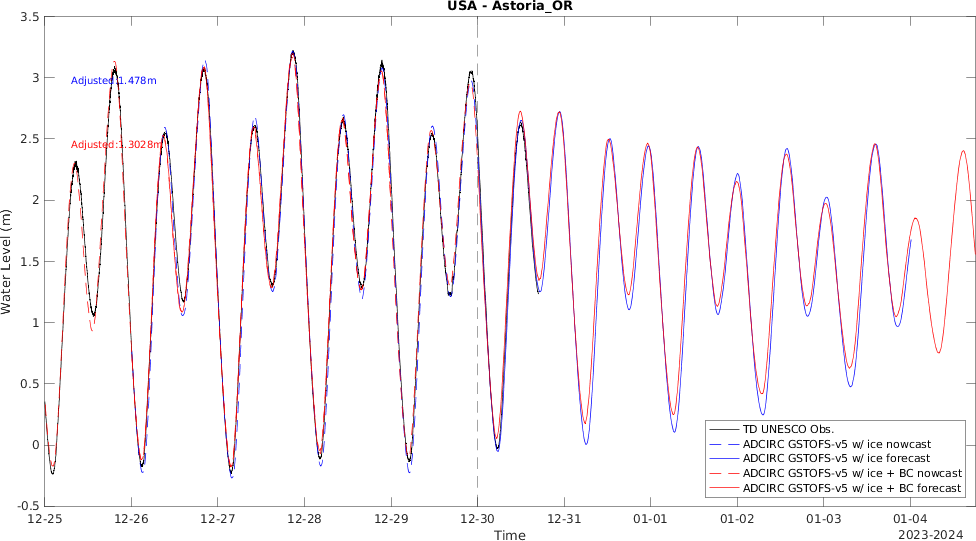 USA - Astoria_OR
3.5
3
2.5
2
1.5
1
0.5
0
-0.5
Water Level (m)
Adjusted:1.478m
Adjusted:1.3028m
TD UNESCO Obs.
ADCIRC GSTOFS-v5 w/ ice nowcast
ADCIRC GSTOFS-v5 w/ ice forecast
ADCIRC GSTOFS-v5 w/ ice + BC nowcast
ADCIRC GSTOFS-v5 w/ ice + BC forecast
12-25 12-26 12-27 12-28 12-29 12-30 12-31 01-01 01-02 01-03 01-04
Time
2023-2024